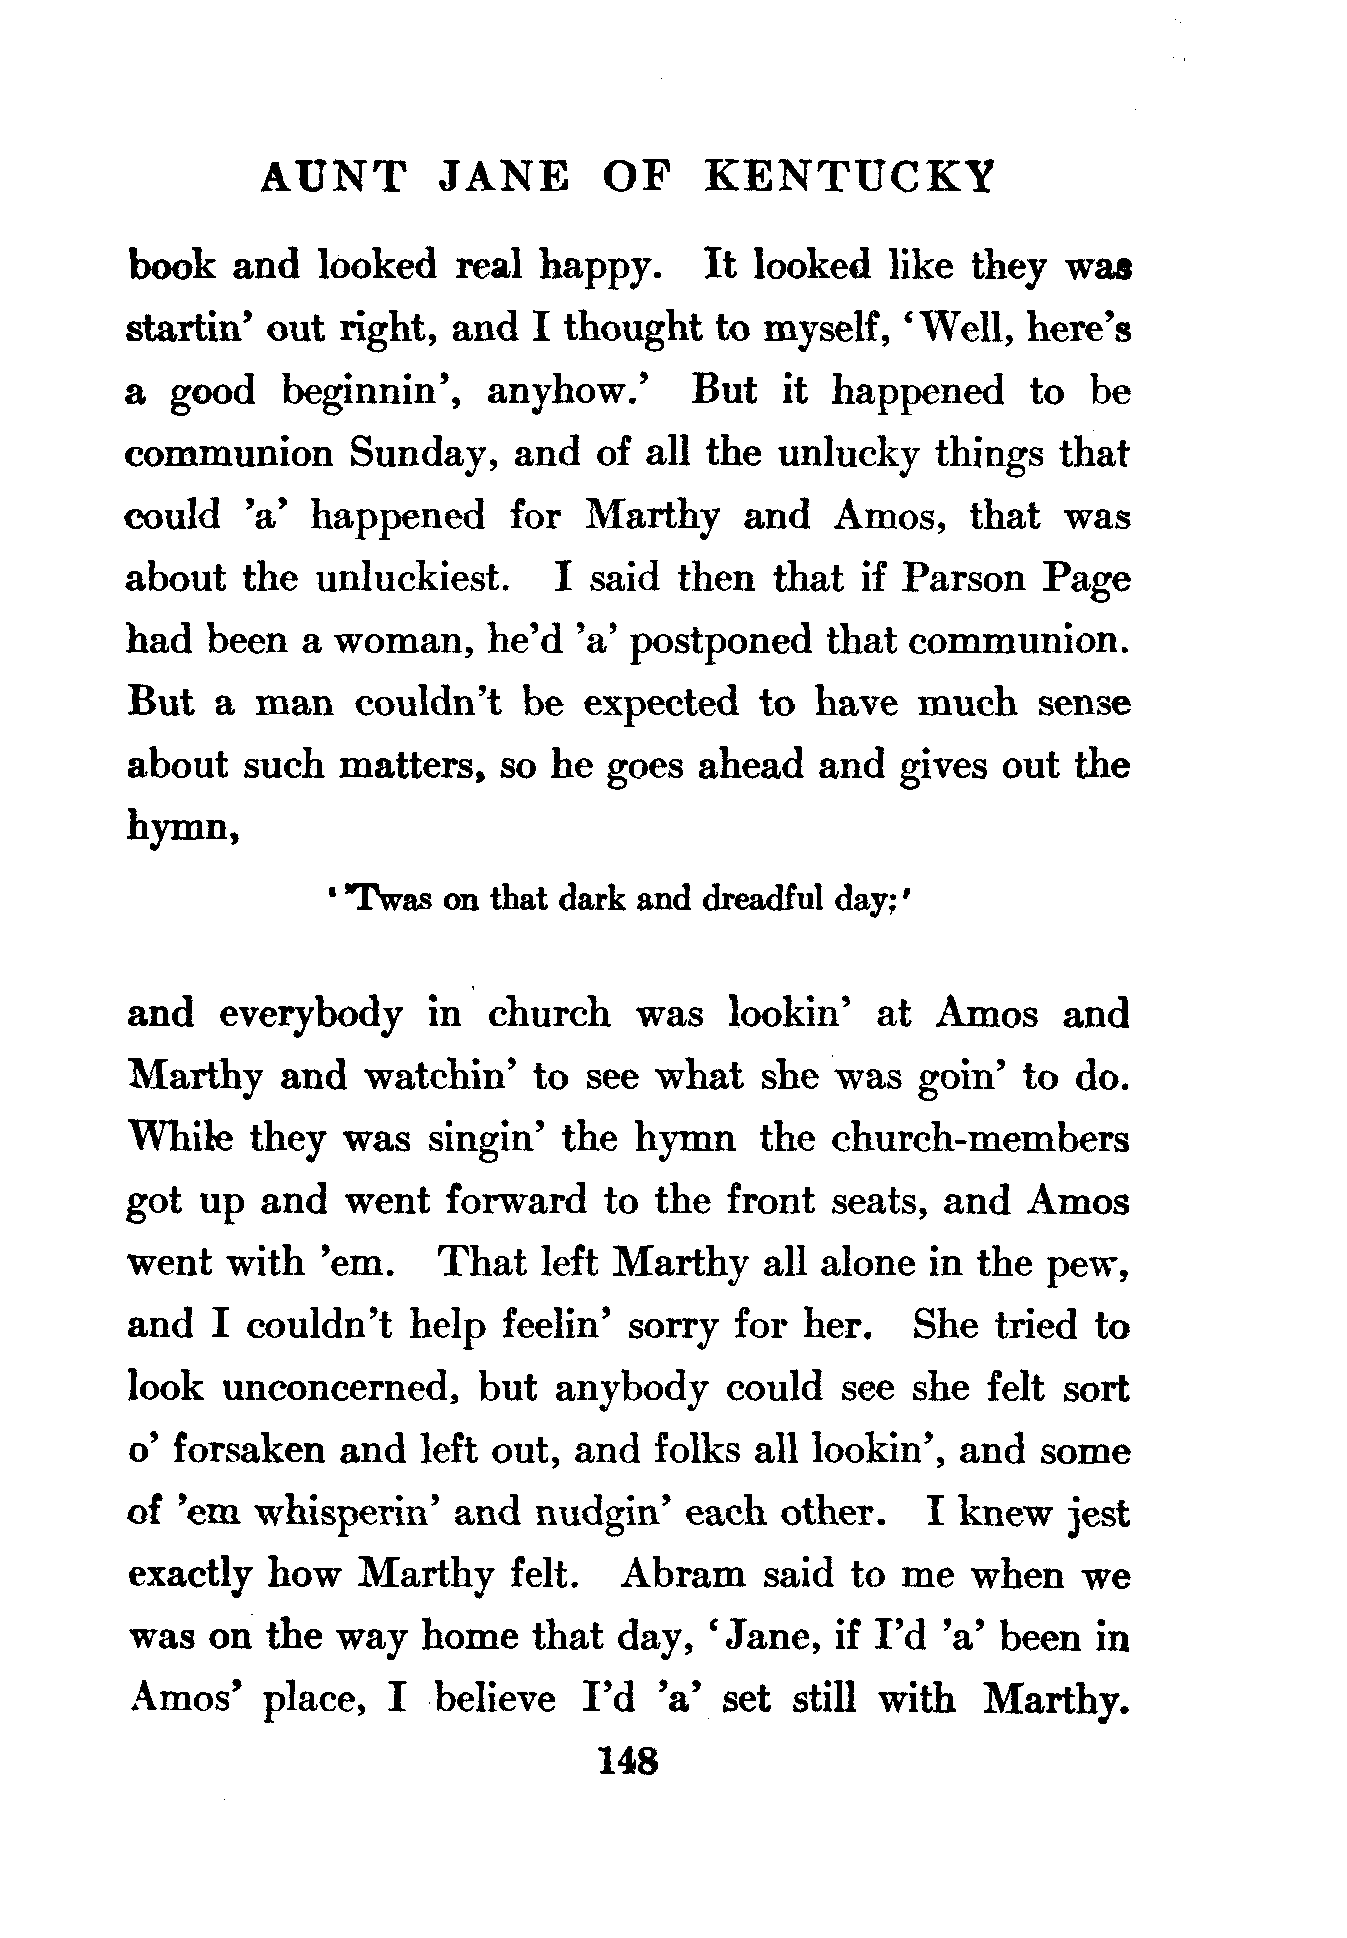 AUNT JANE OF KENTUCKY
book and looked real happy. It looked like they was
startin’ out right, and I thought to myself, ‘Well, here’s
a good beginnin’, anyhow.’ But it happened to be
communion Sunday, and of all the unlucky things that
could ’a’ happened for Marthy and Amos, that was
about the unluckiest. I said then that if Parson Page
had been a woman, he’d ’a’ postponed that communion.
But a man couldn’t be expected to have much sense
about such matters, so he goes ahead and gives out the
hymn,
‘ ’Twas on that dark and dreadful day;’
and everybody in church was lookin’ at Amos and
Marthy and watchin’ to see what she was goin’ to do.
While they was singin’ the hymn the church-members
got up and went forward to the front seats, and Amos
went with ’em. That left Marthy all alone in the pew,
and I couldn’t help feelin’ sorry for her. She tried to
look unconcerned, but anybody could see she felt sort
o’ forsaken and left out, and folks all lookin’, and some
of ’em whisperin’ and nudgin’ each other. I knew jest
exactly how Marthy felt. Abram said to me when we
was on the way home that day, ‘Jane, if I’d ’a’ been in
Amos’ place, I believe I’d ’a’ set still with Marthy.
148